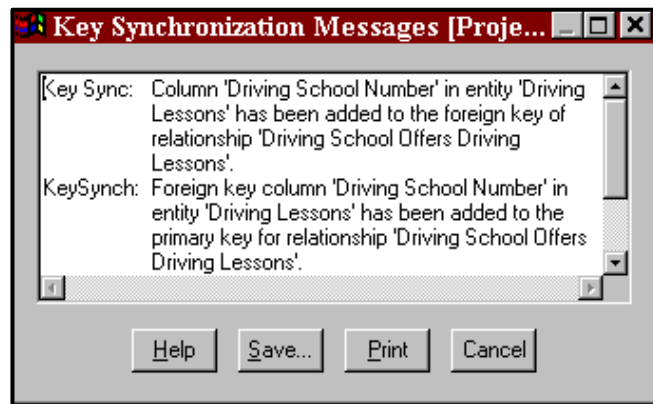 Key Synchronization Messages [Proje...
Key Sync: Column 'Driving School Number' in entity 'Driving
Lessons' has been added to the foreign key of
relationship 'Driving School Offers Driving
Lessons'.
KeySynch: Foreign key column 'Driving School Number' in
entity 'Driving Lessons' has been added to the
primary key for relationship 'Driving School Offers
Driving Lessons'.
Help Save... Print Cancel